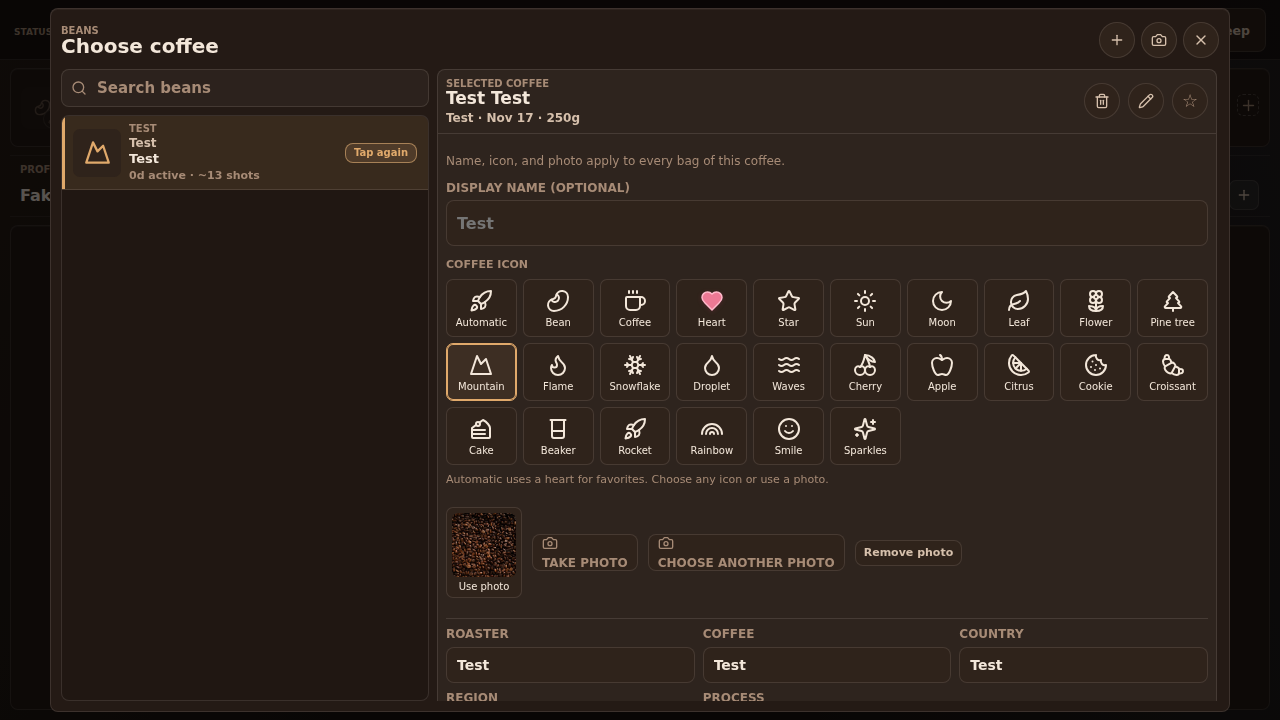 STATUS
eep
BEANS
Choose coffee
Search beans
TEST
Test
Test
0d active · ~13 shots
Tap again
PROF
Fak
SELECTED COFFEE
Test Test
Test · Nov 17 · 250g
Name, icon, and photo apply to every bag of this coffee.
DISPLAY NAME (OPTIONAL)
Test
COFFEE ICON
Automatic Bean Coffee Heart Star Sun Moon Leaf Flower Pine tree
Mountain Flame Snowflake Droplet Waves Cherry Apple Citrus Cookie Croissant
Cake Beaker Rocket Rainbow Smile Sparkles
Automatic uses a heart for favorites. Choose any icon or use a photo.
Use photo
TAKE PHOTO
CHOOSE ANOTHER PHOTO
Remove photo
ROASTER COFFEE COUNTRY
Test Test Test
REGION PROCESS